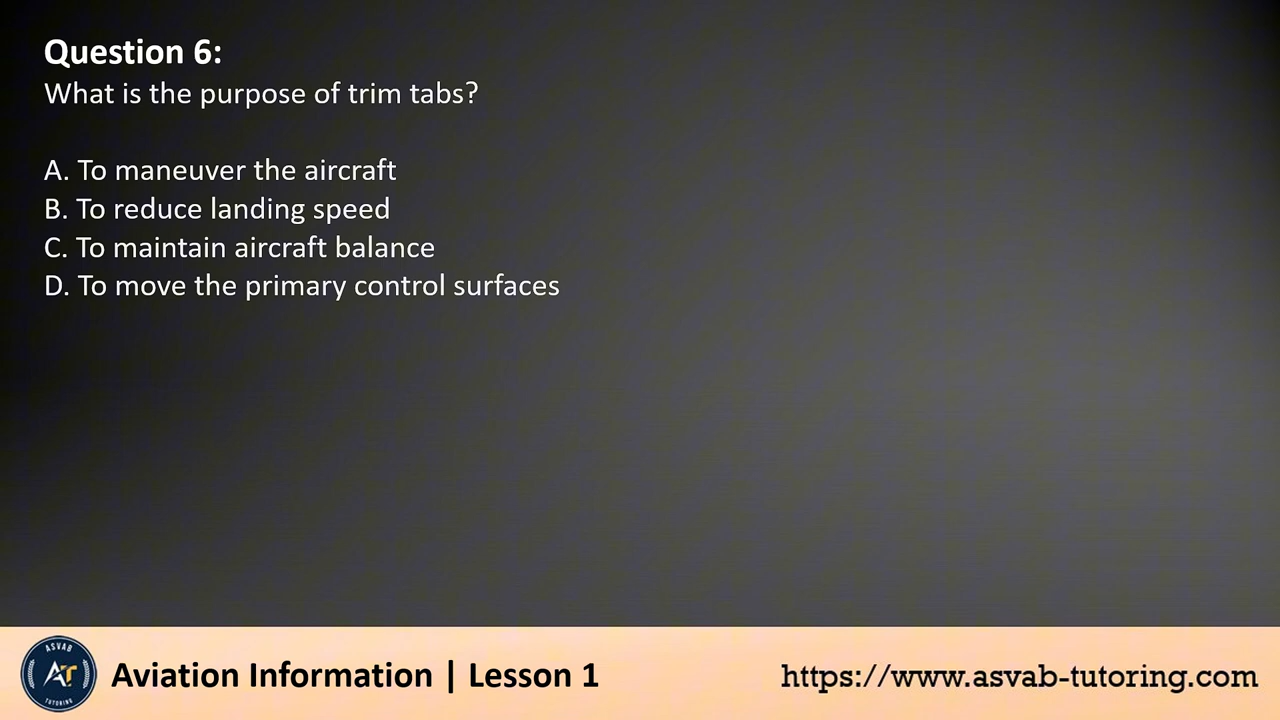 Question 6:
What is the purpose of trim tabs?
A. To maneuver the aircraft
B. To reduce landing speed
C. To maintain aircraft balance
D. To move the primary control surfaces
ASVAB
AT
TUTORING
Aviation Information | Lesson 1
https://www.asvab-tutoring.com